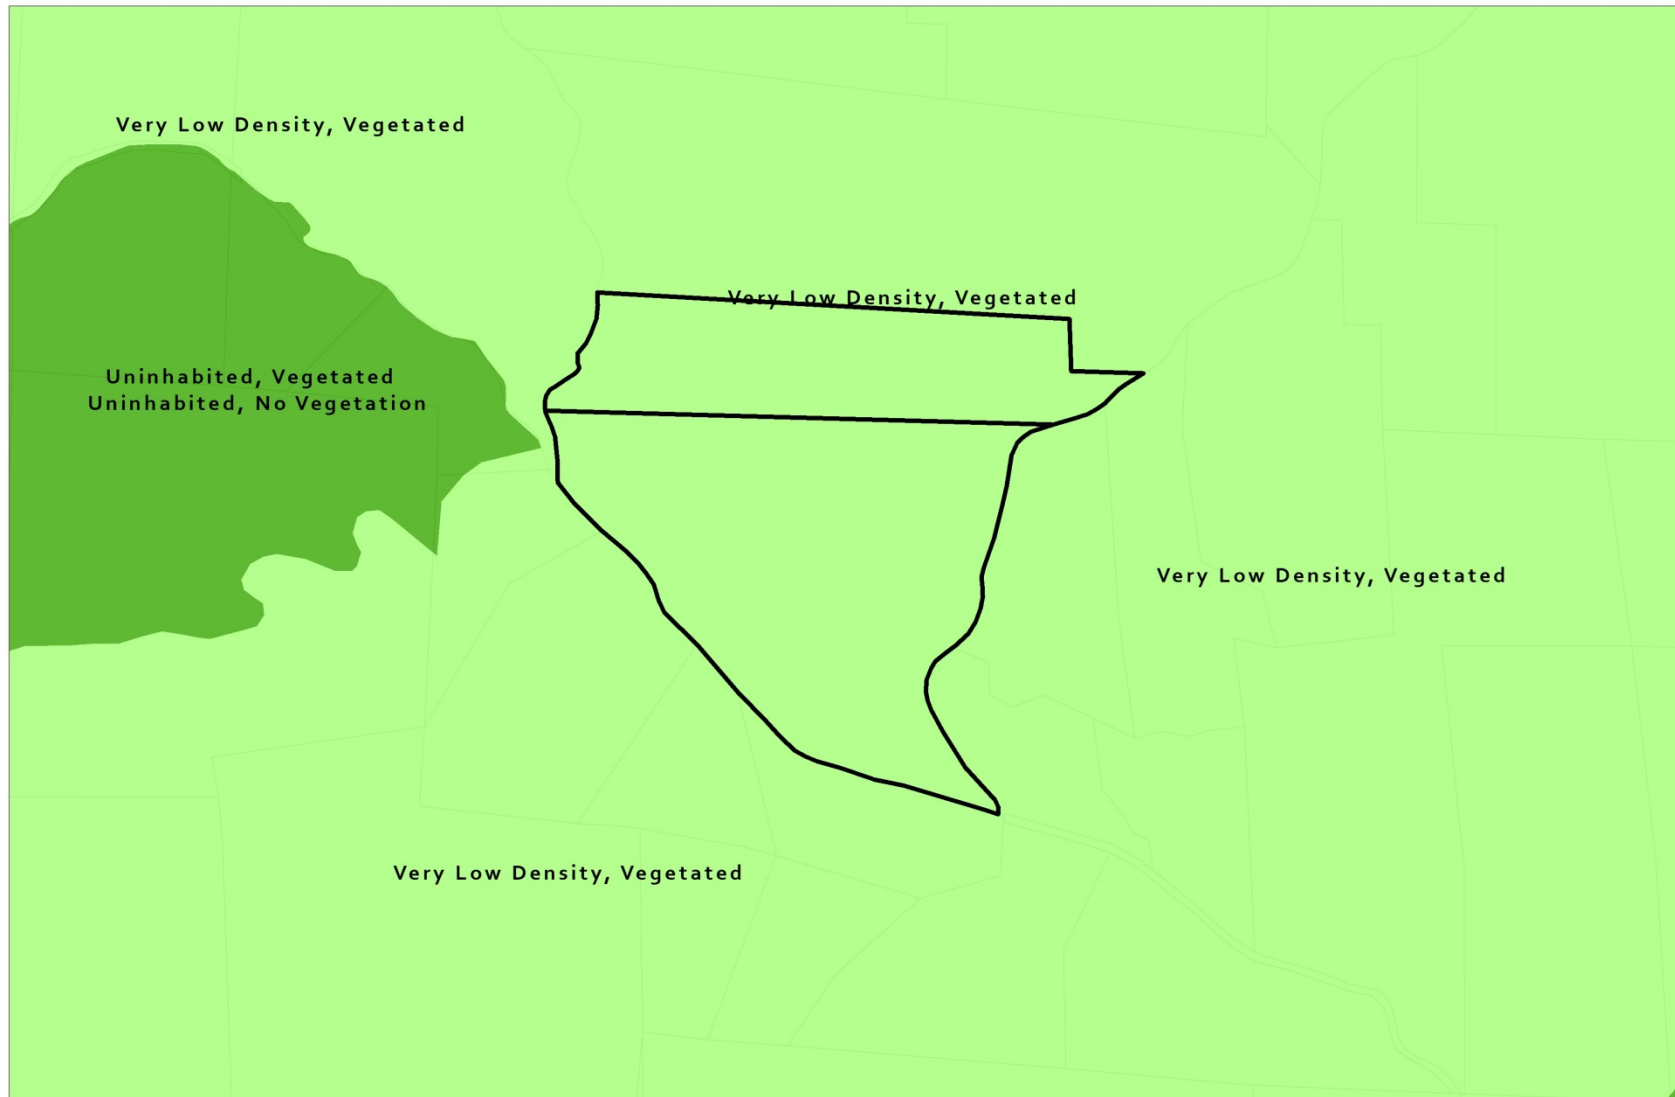 Very Low Density, Vegetated
Very Low Density, Vegetated
Uninhabited, Vegetated
Uninhabited, No Vegetation
Very Low Density, Vegetated
Very Low Density, Vegetated